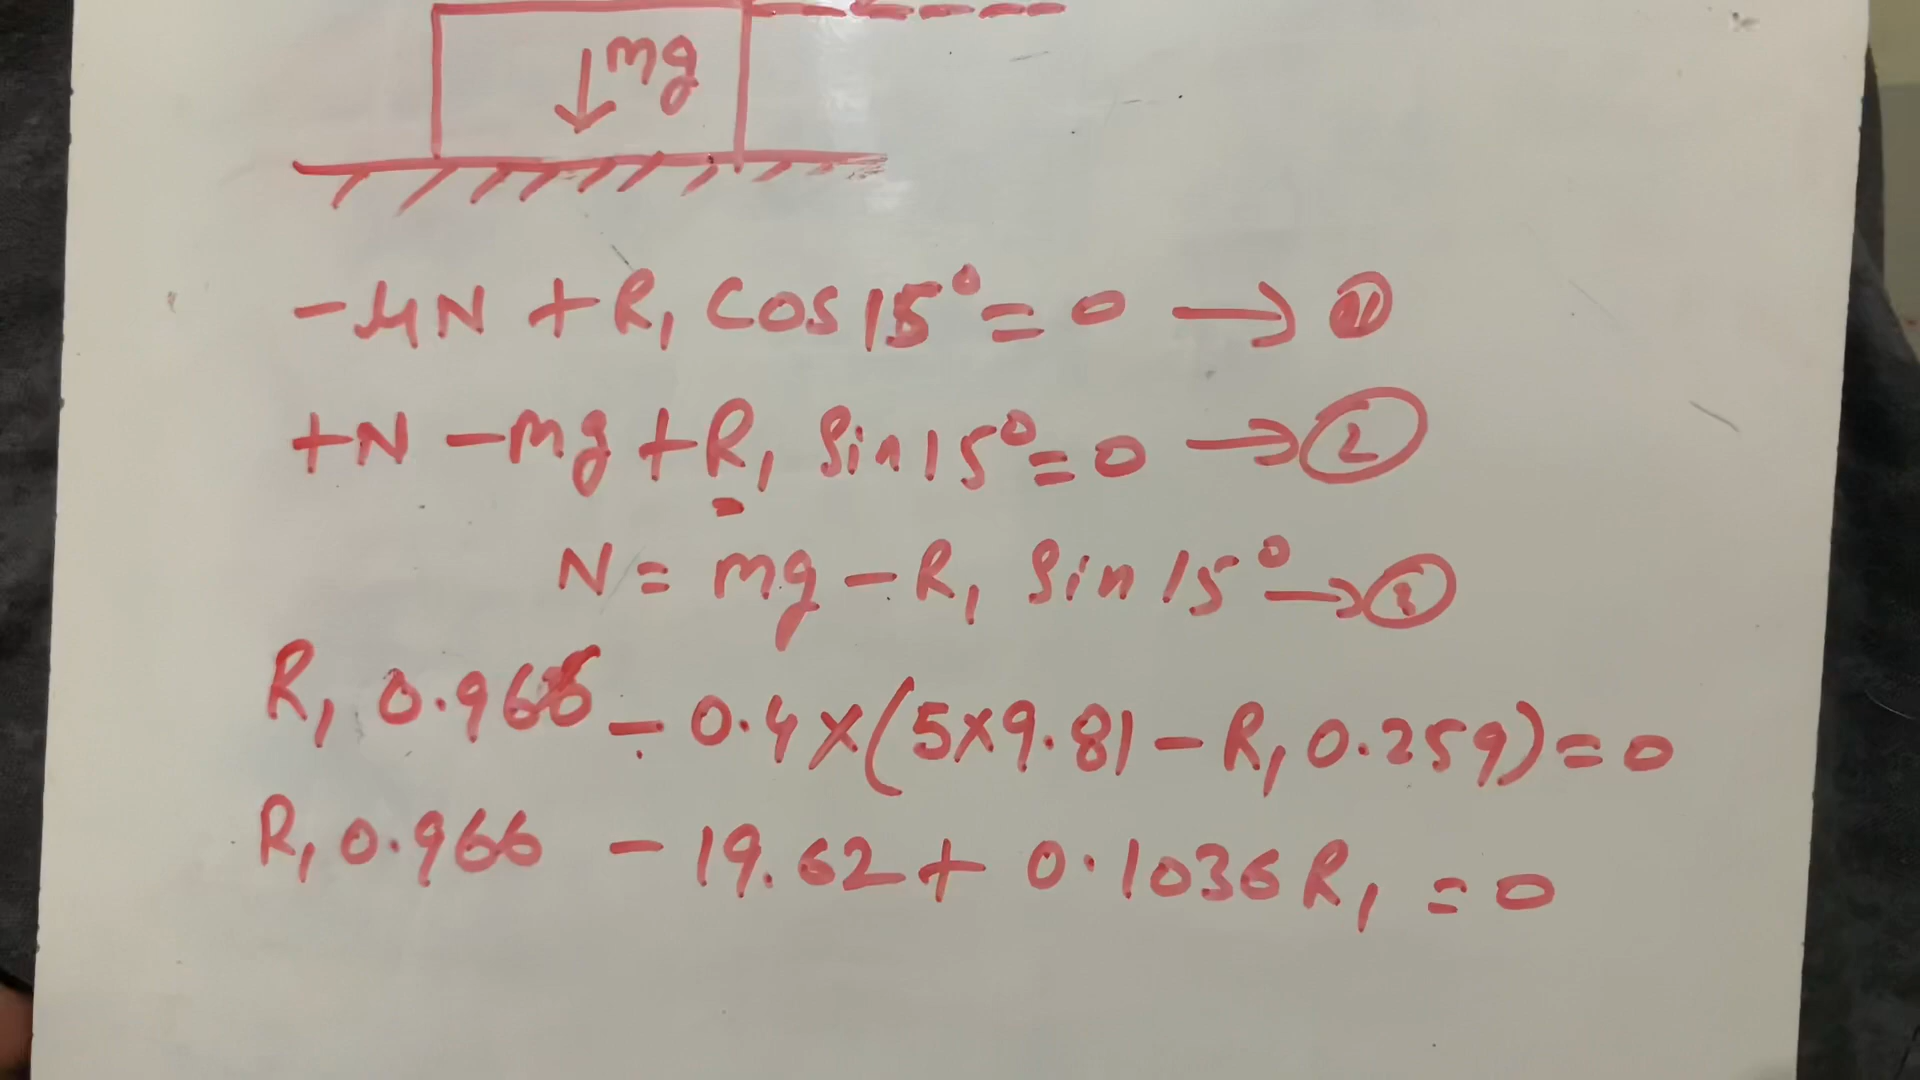 mg
-μN + R₁ Cos 15° = 0 → ①
+N - mg + R₁ Sin 15° = 0 → ②
N = mg - R₁ Sin 15° → ③
R₁ 0.966 - 0.4 × (5×9.81 - R₁ 0.259) = 0
R₁ 0.966 - 19.62 + 0.1036 R₁ = 0